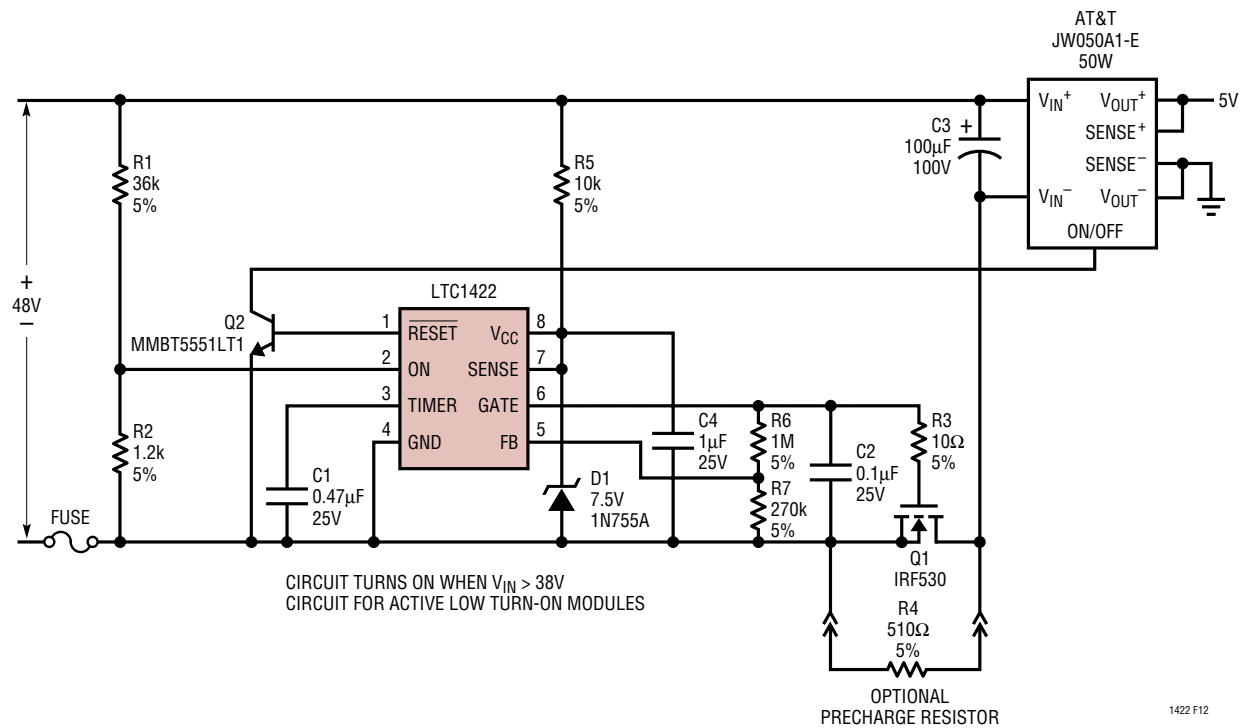 AT&T
JW050A1-E
50W
VIN+
VOUT+
5V
SENSE+
SENSE−
VIN−
VOUT−
ON/OFF
C3
+
100µF
100V
R1
36k
5%
R5
10k
5%
+
48V
−
LTC1422
Q2
MMBT5551LT1
1
RESET
VCC
8
2
ON
SENSE
7
3
TIMER
GATE
6
4
GND
FB
5
R2
1.2k
5%
C1
0.47µF
25V
D1
7.5V
1N755A
C4
1µF
25V
R6
1M
5%
R7
270k
5%
C2
0.1µF
25V
R3
10Ω
5%
FUSE
Q1
IRF530
CIRCUIT TURNS ON WHEN VIN > 38V
CIRCUIT FOR ACTIVE LOW TURN-ON MODULES
R4
510Ω
5%
OPTIONAL
PRECHARGE RESISTOR
1422 F12